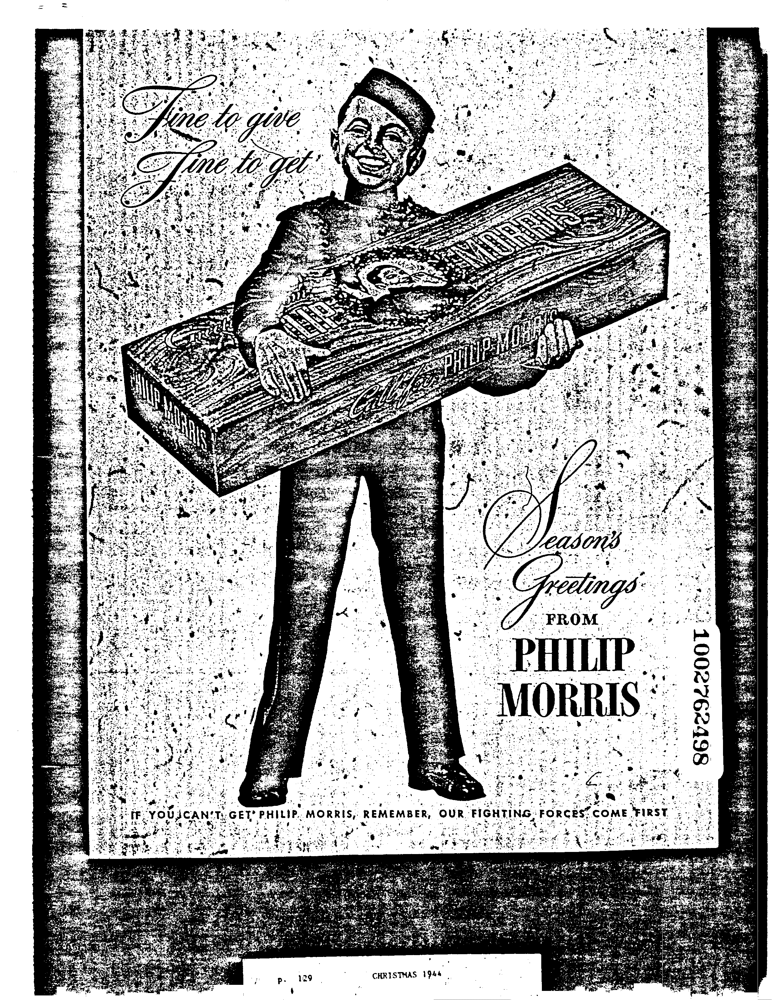 Fine to give
Fine to get
PHILIP MORRIS
Call for PHILIP MORRIS
PHILIP MORRIS
Season's
Greetings
FROM
PHILIP
MORRIS
1002762498
IF YOU CAN'T GET PHILIP MORRIS, REMEMBER, OUR FIGHTING FORCES COME FIRST
p. 129
CHRISTMAS 1944